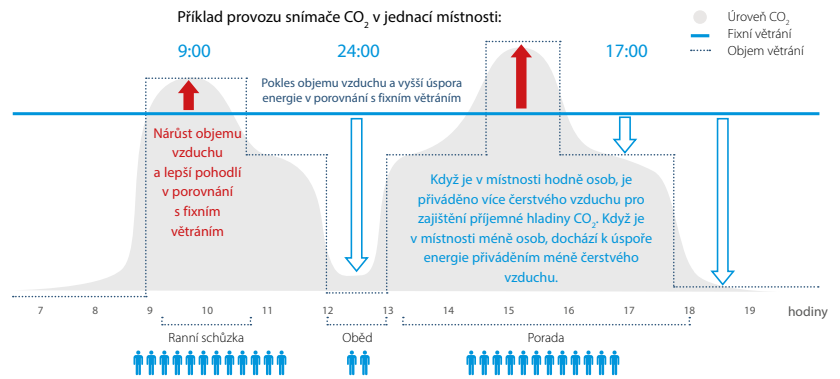 Příklad provozu snímače CO2 v jednací místnosti:
Úroveň CO2
Fixní větrání
Objem větrání
9:00
24:00
17:00
Pokles objemu vzduchu a vyšší úspora
energie v porovnání s fixním větráním
Nárůst objemu
vzduchu
a lepší pohodlí
v porovnání
s fixním
větráním
Když je v místnosti hodně osob, je
přiváděno více čerstvého vzduchu pro
zajištění příjemné hladiny CO2. Když je
v místnosti méně osob, dochází k úspoře
energie přiváděním méně čerstvého
vzduchu.
7 8 9 10 11 12 13 14 15 16 17 18 19 hodiny
Ranní schůzka Oběd Porada